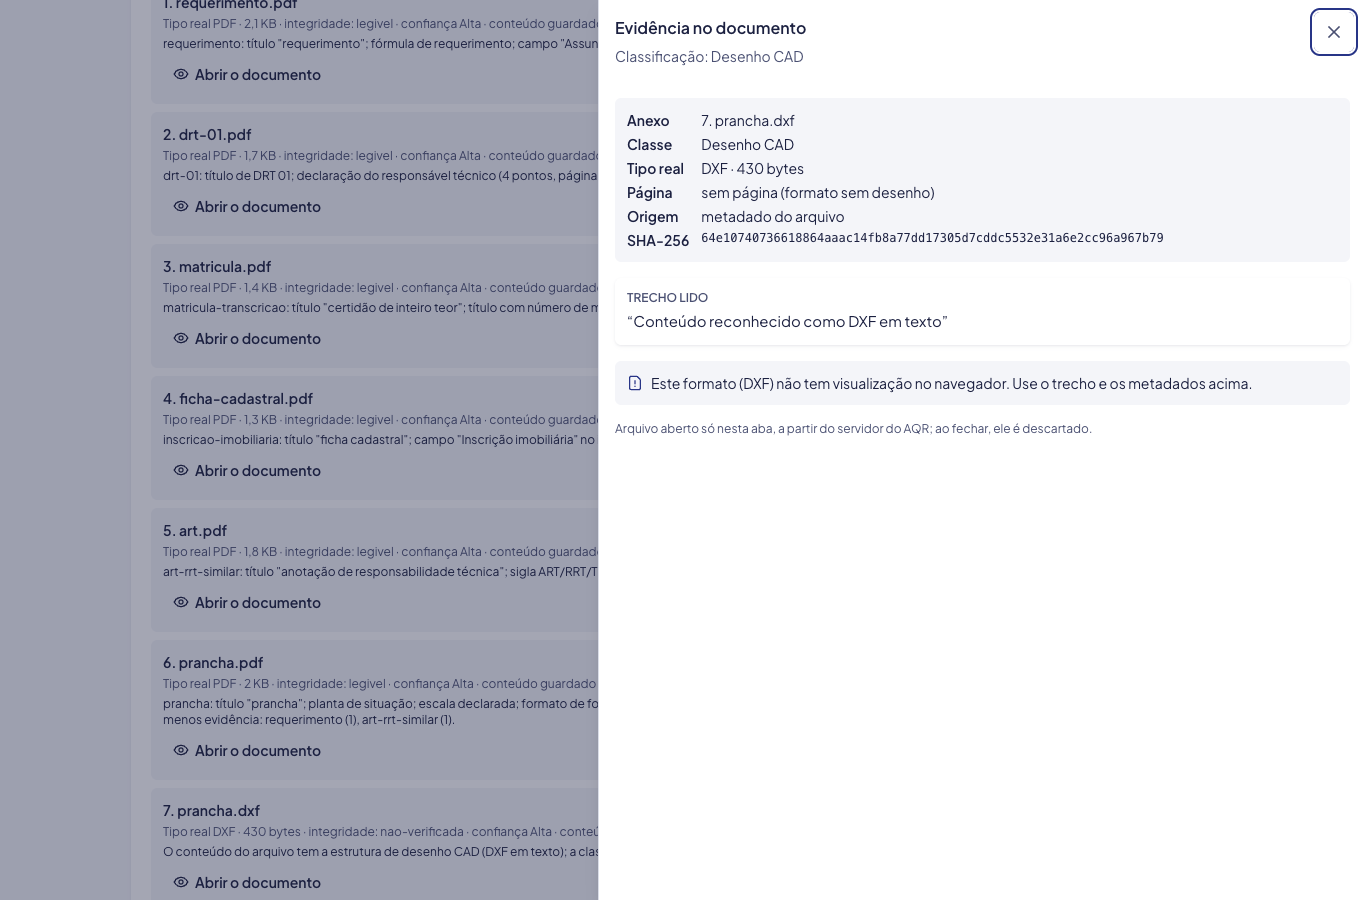 1. requerimento.pdf
Tipo real PDF · 2,1 KB · integridade: legivel · confiança Alta · conteúdo guardado
requerimento: título "requerimento"; fórmula de requerimento; campo "Assun
Abrir o documento
2. drt-01.pdf
Tipo real PDF · 1,7 KB · integridade: legivel · confiança Alta · conteúdo guardado
drt-01: título de DRT 01; declaração do responsável técnico (4 pontos, página
Abrir o documento
3. matricula.pdf
Tipo real PDF · 1,4 KB · integridade: legivel · confiança Alta · conteúdo guardado
matricula-transcricao: título "certidão de inteiro teor"; título com número de m
Abrir o documento
4. ficha-cadastral.pdf
Tipo real PDF · 1,3 KB · integridade: legivel · confiança Alta · conteúdo guardado
inscricao-imobiliaria: título "ficha cadastral"; campo "Inscrição imobiliária" no
Abrir o documento
5. art.pdf
Tipo real PDF · 1,8 KB · integridade: legivel · confiança Alta · conteúdo guardado
art-rrt-similar: título "anotação de responsabilidade técnica"; sigla ART/RRT/T
Abrir o documento
6. prancha.pdf
Tipo real PDF · 2 KB · integridade: legivel · confiança Alta · conteúdo guardado
prancha: título "prancha"; planta de situação; escala declarada; formato de fo
menos evidência: requerimento (1), art-rrt-similar (1).
Abrir o documento
7. prancha.dxf
Tipo real DXF · 430 bytes · integridade: nao-verificada · confiança Alta · conteú
O conteúdo do arquivo tem a estrutura de desenho CAD (DXF em texto); a clas
Abrir o documento
Evidência no documento
Classificação: Desenho CAD
Anexo 7. prancha.dxf
Classe Desenho CAD
Tipo real DXF · 430 bytes
Página sem página (formato sem desenho)
Origem metadado do arquivo
SHA-256 64e10740736618864aaac14fb8a77dd17305d7cddc5532e31a6e2cc96a967b79
TRECHO LIDO
“Conteúdo reconhecido como DXF em texto”
Este formato (DXF) não tem visualização no navegador. Use o trecho e os metadados acima.
Arquivo aberto só nesta aba, a partir do servidor do AQR; ao fechar, ele é descartado.